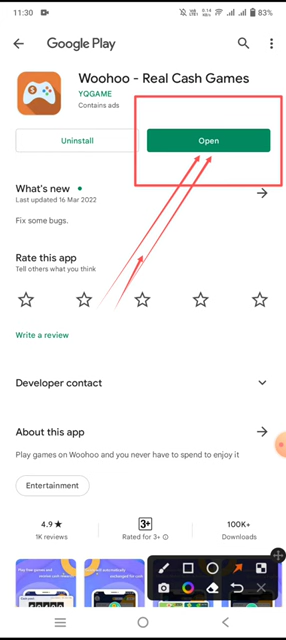 11:30
0.14
83%
Google Play
Woohoo - Real Cash Games
YQGAME
Contains ads
Uninstall
Open
What's new
Last updated 16 Mar 2022
Fix some bugs.
Rate this app
Tell others what you think
Write a review
Developer contact
About this app
Play games on Woohoo and you never have to spend to enjoy it
Entertainment
4.9 ★
1K reviews
3+
Rated for 3+
100K+
Downloads